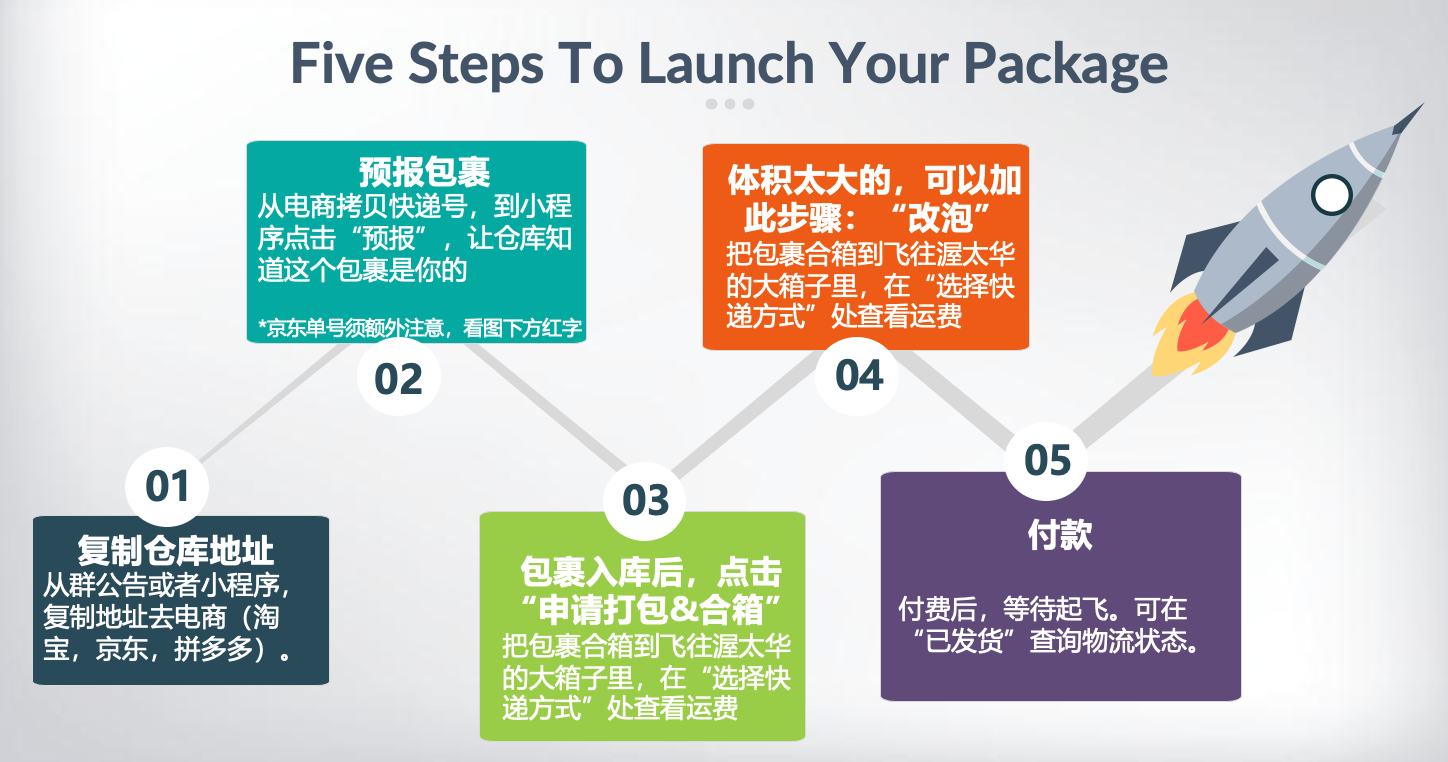 Five Steps To Launch Your Package
01
复制仓库地址
从群公告或者小程序，
复制地址去电商（淘
宝，京东，拼多多）。
预报包裹
从电商拷贝快递号，到小程
序点击“预报”，让仓库知
道这个包裹是你的
*京东单号须额外注意，看图下方红字
02
03
包裹入库后，点击
“申请打包&合箱”
把包裹合箱到飞往渥太华
的大箱子里，在“选择快
递方式”处查看运费
体积太大的，可以加
此步骤：“改泡”
把包裹合箱到飞往渥太华
的大箱子里，在“选择快
递方式”处查看运费
04
05
付款
付费后，等待起飞。可在
“已发货”查询物流状态。